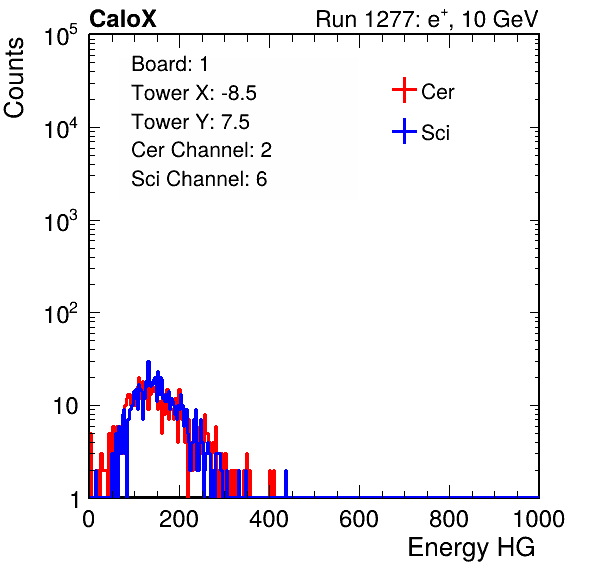 CaloX Run 1277: e⁺, 10 GeV
Counts
10⁵
10⁴
10³
10²
10
1
Board: 1
Tower X: -8.5
Tower Y: 7.5
Cer Channel: 2
Sci Channel: 6
Cer
Sci
0 200 400 600 800 1000
Energy HG